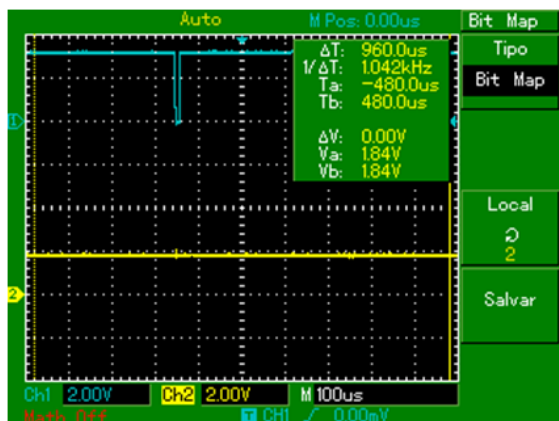 Auto M Pos: 0.00us Bit Map
ΔT: 960.0us
1/ΔT: 1.042kHz
Ta: -480.0us
Tb: 480.0us
ΔV: 0.00V
Va: 1.84V
Vb: 1.84V
Tipo
Bit Map
1
Local
2
Salvar
2
Ch1 2.00V Ch2 2.00V M 100us
Math Off T CH1 / 0.00mV